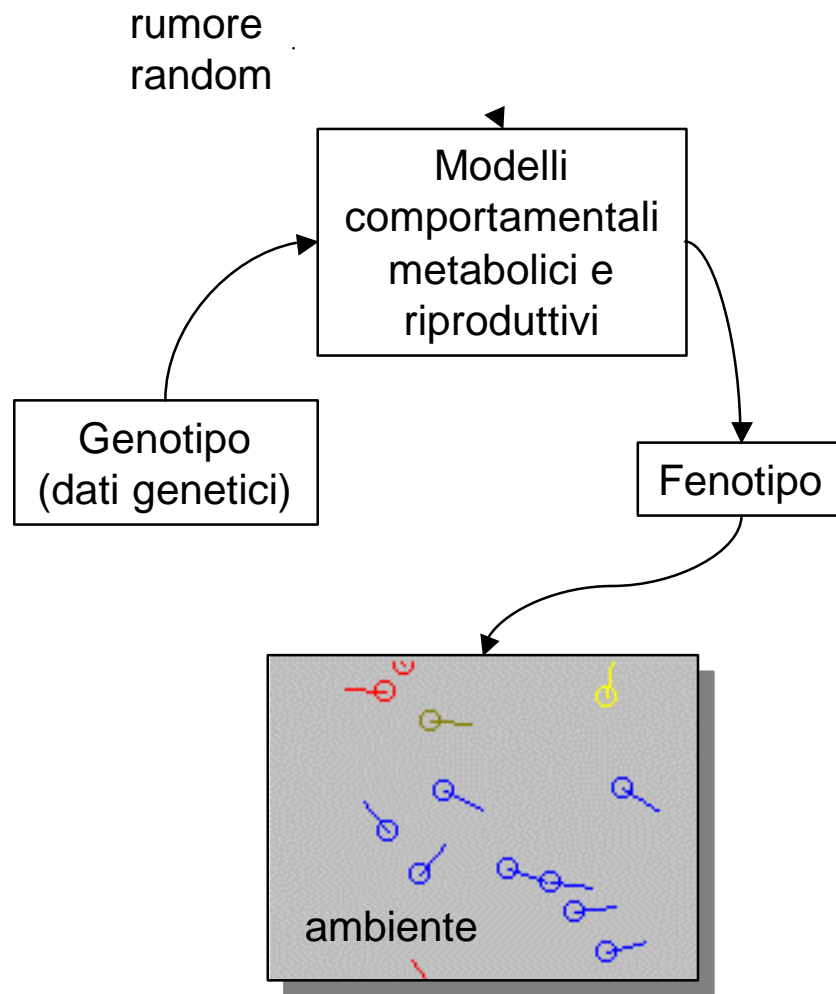 rumore
random
Modelli
comportamentali
metabolici e
riproduttivi
Genotipo
(dati genetici)
Fenotipo
ambiente